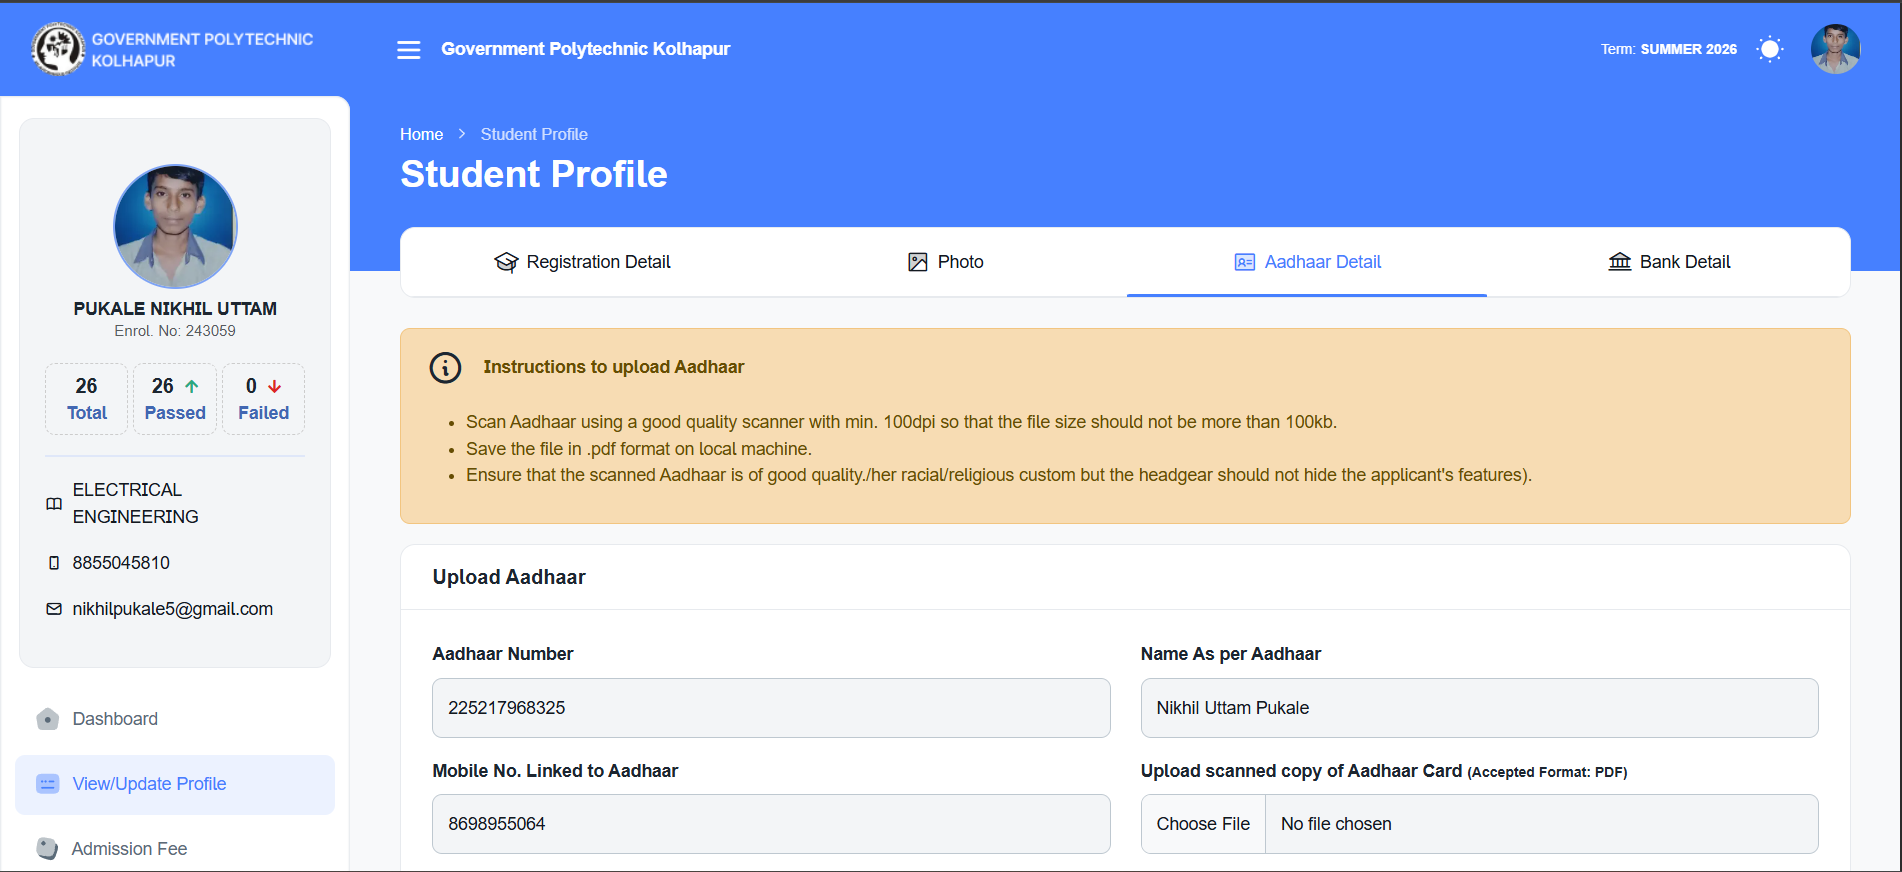 GOVERNMENT POLYTECHNIC
KOLHAPUR
Government Polytechnic Kolhapur
Term: SUMMER 2026
PUKALE NIKHIL UTTAM
Enrol. No: 243059
26
Total
26
Passed
0
Failed
ELECTRICAL
ENGINEERING
8855045810
nikhilpukale5@gmail.com
Dashboard
View/Update Profile
Admission Fee
Home > Student Profile
Student Profile
Registration Detail
Photo
Aadhaar Detail
Bank Detail
Instructions to upload Aadhaar
• Scan Aadhaar using a good quality scanner with min. 100dpi so that the file size should not be more than 100kb.
• Save the file in .pdf format on local machine.
• Ensure that the scanned Aadhaar is of good quality./her racial/religious custom but the headgear should not hide the applicant's features).
Upload Aadhaar
Aadhaar Number
225217968325
Name As per Aadhaar
Nikhil Uttam Pukale
Mobile No. Linked to Aadhaar
8698955064
Upload scanned copy of Aadhaar Card (Accepted Format: PDF)
Choose File No file chosen